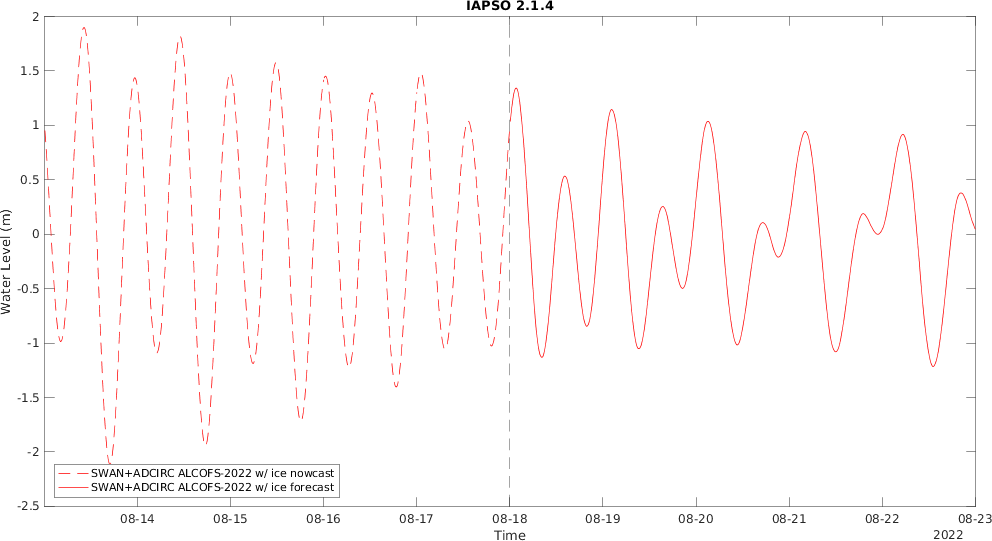 IAPSO 2.1.4
2
1.5
1
0.5
0
-0.5
-1
-1.5
-2
-2.5
Water Level (m)
SWAN+ADCIRC ALCOFS-2022 w/ ice nowcast
SWAN+ADCIRC ALCOFS-2022 w/ ice forecast
08-14 08-15 08-16 08-17 08-18 08-19 08-20 08-21 08-22 08-23
Time
2022